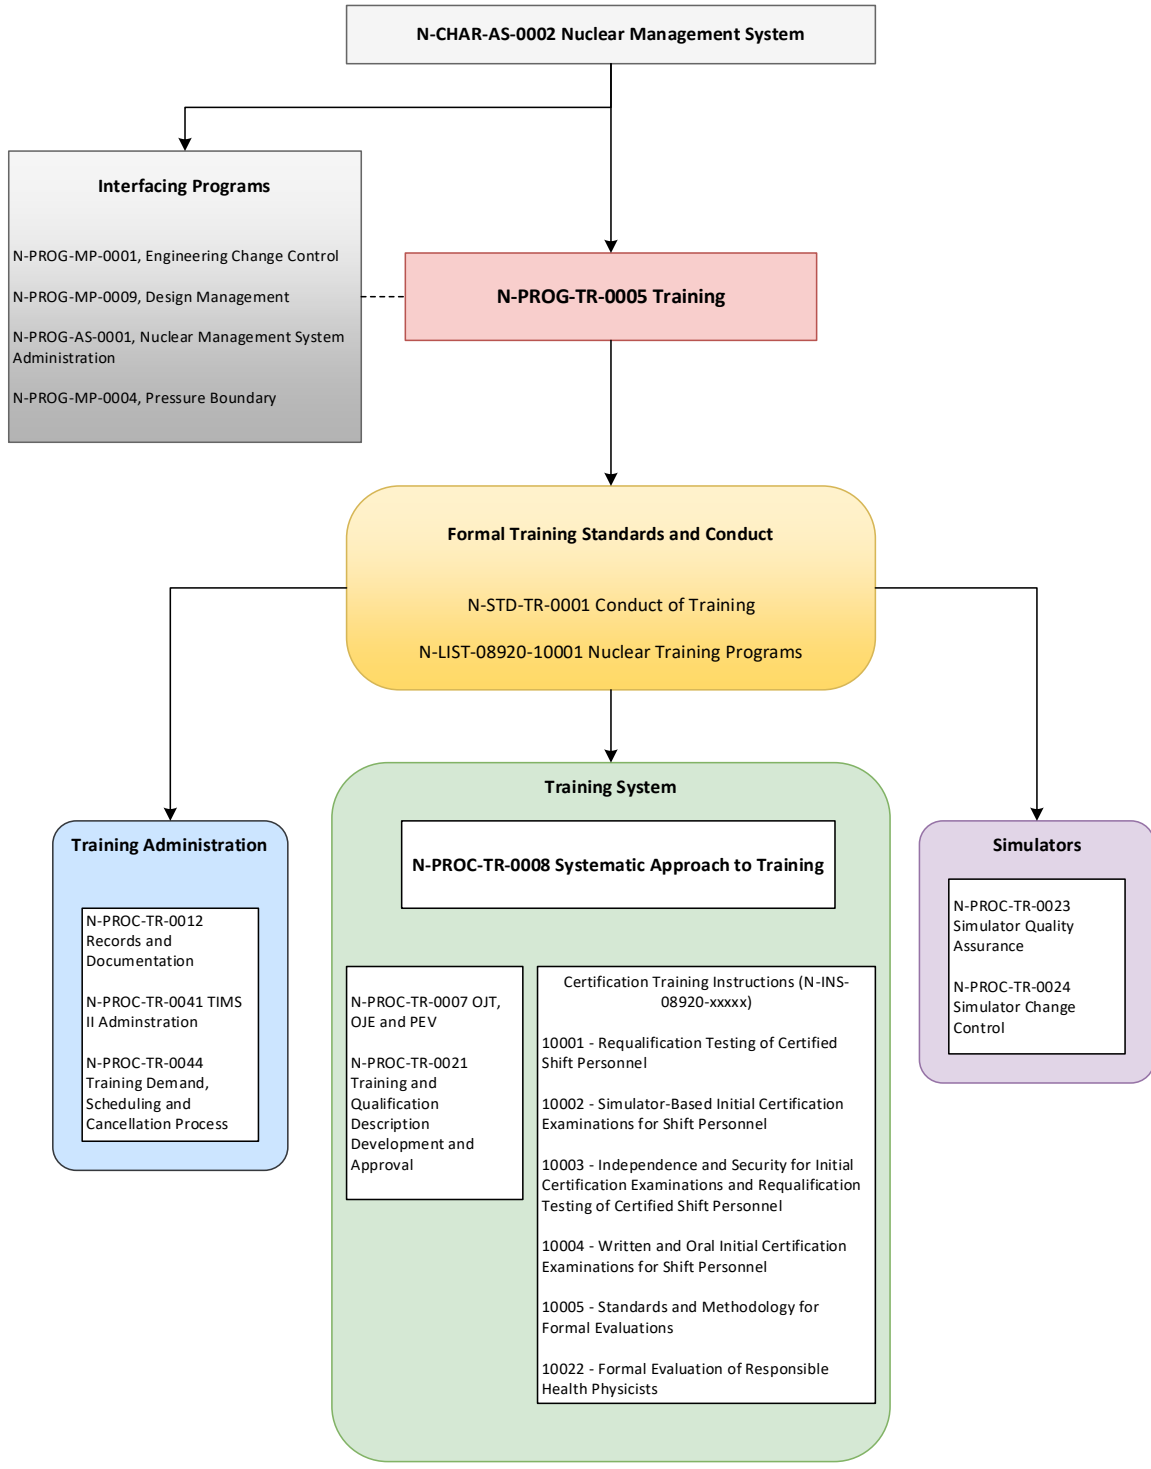 N-CHAR-AS-0002 Nuclear Management System
Interfacing Programs
N-PROG-MP-0001, Engineering Change Control
N-PROG-MP-0009, Design Management
N-PROG-AS-0001, Nuclear Management System
Administration
N-PROG-MP-0004, Pressure Boundary
N-PROG-TR-0005 Training
Formal Training Standards and Conduct
N-STD-TR-0001 Conduct of Training
N-LIST-08920-10001 Nuclear Training Programs
Training Administration
N-PROC-TR-0012
Records and
Documentation
N-PROC-TR-0041 TIMS
II Adminstration
N-PROC-TR-0044
Training Demand,
Scheduling and
Cancellation Process
Training System
N-PROC-TR-0008 Systematic Approach to Training
N-PROC-TR-0007 OJT,
OJE and PEV
N-PROC-TR-0021
Training and
Qualification
Description
Development and
Approval
Certification Training Instructions (N-INS-
08920-xxxxx)
10001 - Requalification Testing of Certified
Shift Personnel
10002 - Simulator-Based Initial Certification
Examinations for Shift Personnel
10003 - Independence and Security for Initial
Certification Examinations and Requalification
Testing of Certified Shift Personnel
10004 - Written and Oral Initial Certification
Examinations for Shift Personnel
10005 - Standards and Methodology for
Formal Evaluations
10022 - Formal Evaluation of Responsible
Health Physicists
Simulators
N-PROC-TR-0023
Simulator Quality
Assurance
N-PROC-TR-0024
Simulator Change
Control